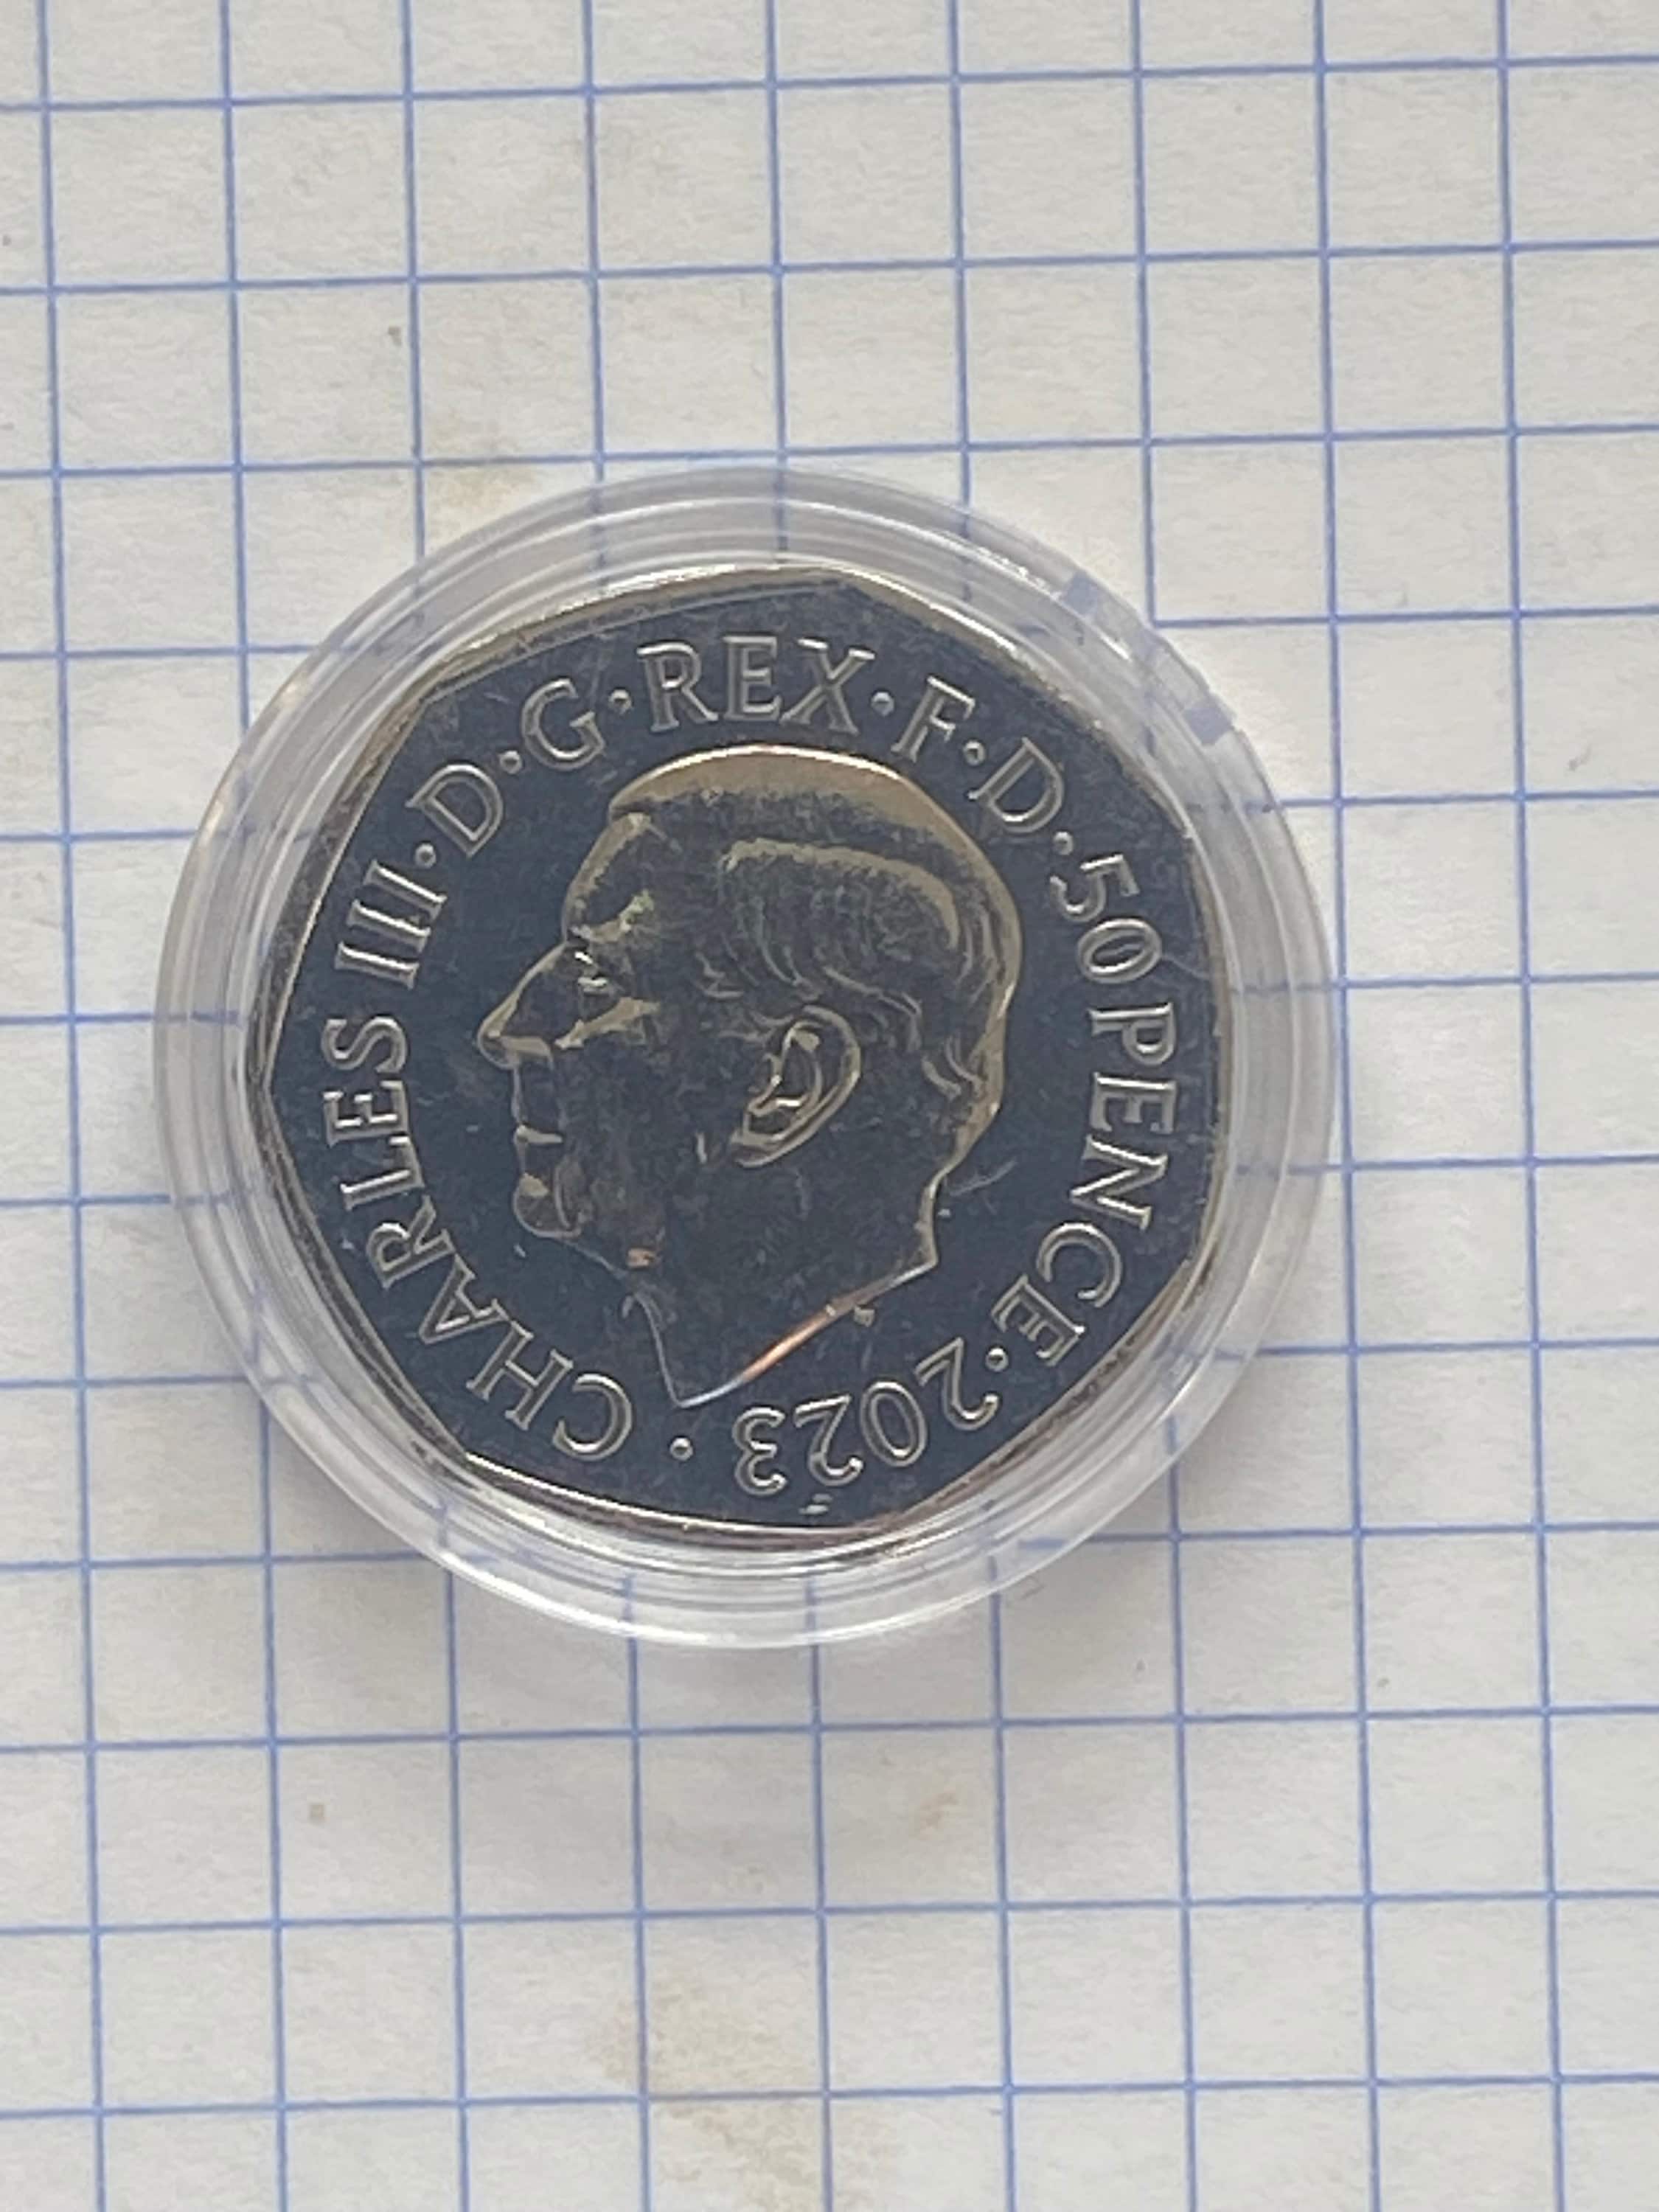 · CHARLES III · D · G · REX · F · D · 50 PENCE · 2023